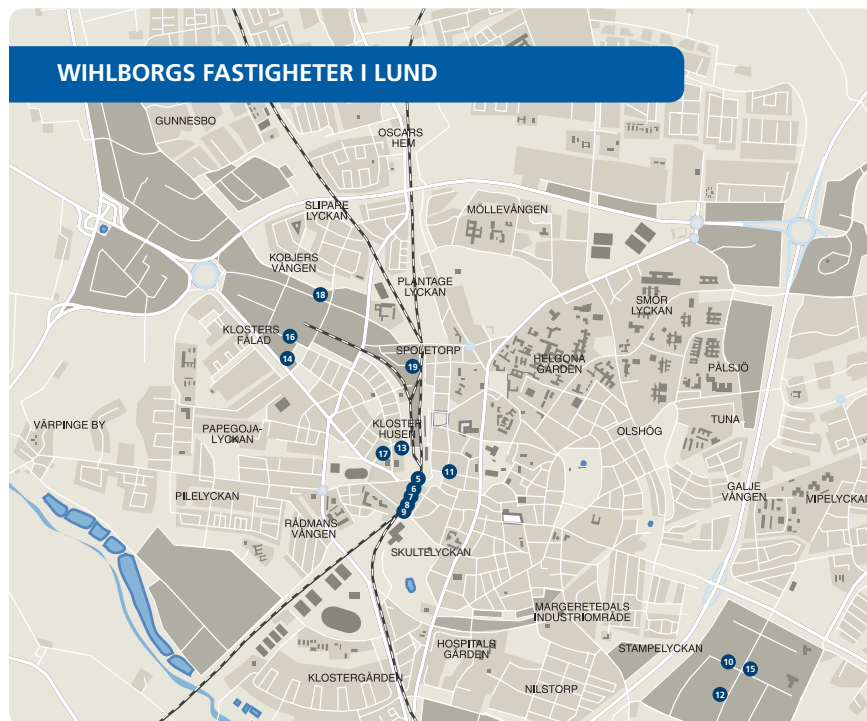 WIHLBORGS FASTIGHETER I LUND
GUNNESBO
OSCARS
HEM
SLIPARE
LYCKAN
MÖLLEVÅNGEN
KOBJERS
VÄNGEN
PLANTAGE
LYCKAN
18
SMÖR
LYCKAN
KLOSTERS
FÄLAD
16
14
SPOLETORP
19
HELGONA
GÅRDEN
PÅLSJÖ
VÄRPINGE BY
PAPEGOJA-
LYCKAN
KLOSTER
HUSEN
TUNA
OLSHÖG
13
17
11
5
6
7
8
9
PILELYCKAN
GALJE
VÅNGEN
MIPELYCKAN
RÅDMANS
VÅNGEN
SKULTELYCKAN
MARGERETEDALS
INDUSTRIOMRÅDE
HOSPITALS
GÅRDEN
STAMPELYCKAN
10
15
KLOSTERGÅRDEN
NILSTORP
12